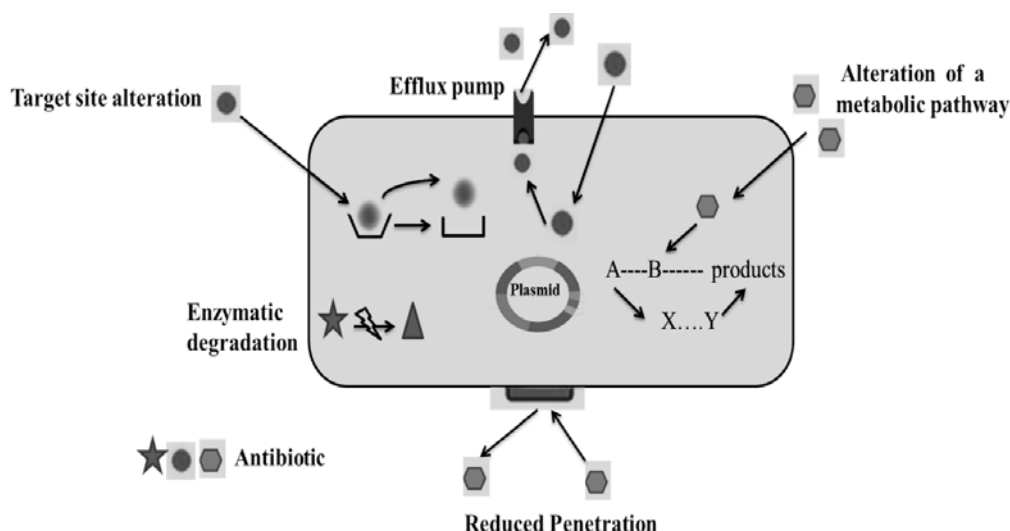 Target site alteration
Efflux pump
Alteration of a
metabolic pathway
A----B------ products
X....Y
Plasmid
Enzymatic
degradation
Antibiotic
Reduced Penetration